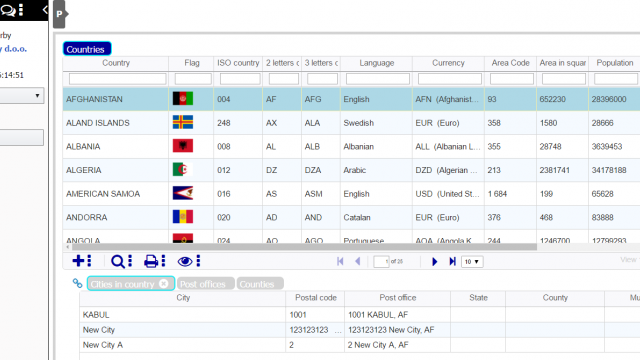 P
rby
y d.o.o.
:14:51
Countries
Country Flag ISO country 2 letters c 3 letters c Language Currency Area Code Area in squar Population
AFGHANISTAN 004 AF AFG English AFN (Afghanist... 93 652230 28396000
ALAND ISLANDS 248 AX ALA Swedish EUR (Euro) 358 1580 28666
ALBANIA 008 AL ALB Albanian ALL (Albanian L... 355 28748 3639453
ALGERIA 012 DZ DZA Arabic DZD (Algerian ... 213 2381741 34178188
AMERICAN SAMOA 016 AS ASM English USD (United St... 1 684 199 65628
ANDORRA 020 AD AND Catalan EUR (Euro) 376 468 83888
ANGOLA 024 AO AGO Portuguese AOA (Angola K... 244 1246700 12799293
1 of 25 10 View
Cities in country Post offices Counties
City Postal code Post office State County Mu
KABUL 1001 1001 KABUL, AF
New City 123123123 ... 123123123 New City, AF
New City A 2 2 New City A, AF